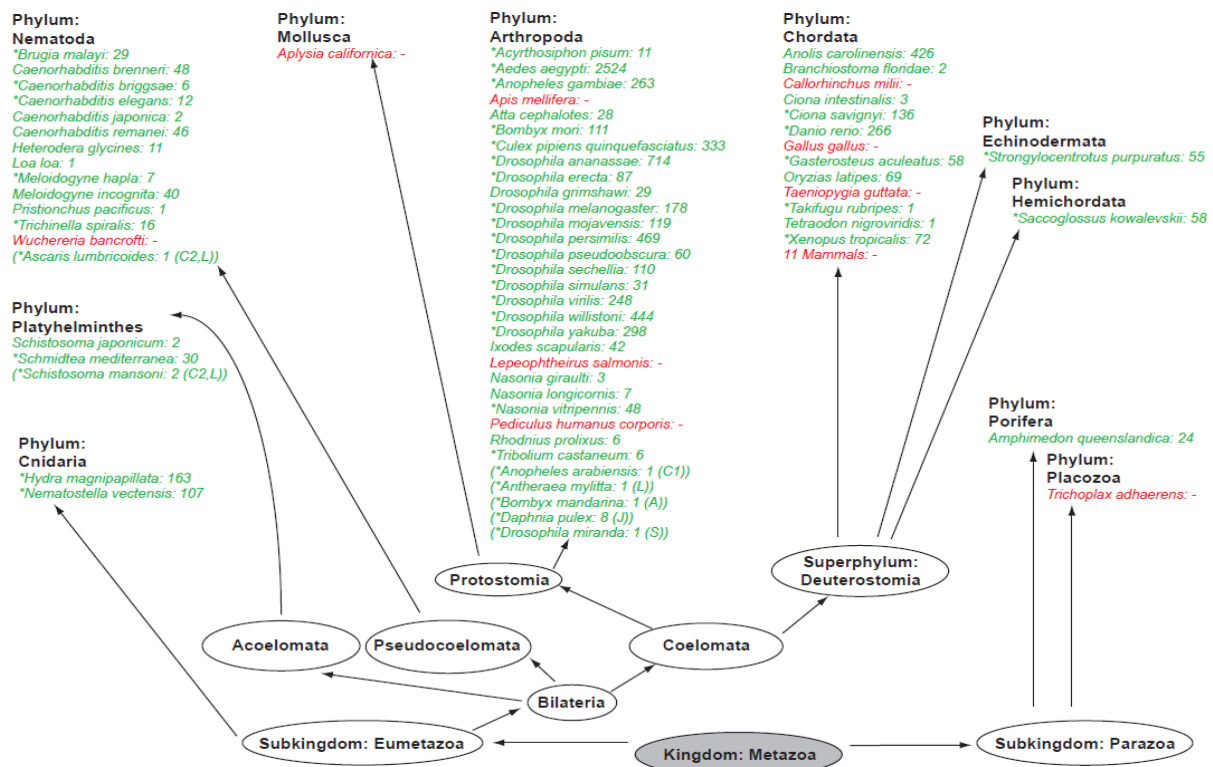 Phylum:
Nematoda
*Brugia malayi: 29
Caenorhabditis brenneri: 48
*Caenorhabditis briggsae: 6
*Caenorhabditis elegans: 12
Caenorhabditis japonica: 2
Caenorhabditis remanei: 46
Heterodera glycines: 11
Loa loa: 1
*Meloidogyne hapla: 7
Meloidogyne incognita: 40
Pristionchus pacificus: 1
*Trichinella spiralis: 16
Wuchereria bancrofti: -
(*Ascaris lumbricoides: 1 (C2,L))
Phylum:
Platyhelminthes
Schistosoma japonicum: 2
*Schmidtea mediterranea: 30
(*Schistosoma mansoni: 2 (C2,L))
Phylum:
Cnidaria
*Hydra magnipapillata: 163
*Nematostella vectensis: 107
Phylum:
Mollusca
Aplysia californica: -
Phylum:
Arthropoda
*Acyrthosiphon pisum: 11
*Aedes aegypti: 2524
*Anopheles gambiae: 263
Apis mellifera: -
Atta cephalotes: 28
*Bombyx mori: 111
*Culex pipiens quinquefasciatus: 333
*Drosophila ananassae: 714
*Drosophila erecta: 87
Drosophila grimshawi: 29
*Drosophila melanogaster: 178
*Drosophila mojavensis: 119
*Drosophila persimilis: 469
*Drosophila pseudoobscura: 60
*Drosophila sechellia: 110
*Drosophila simulans: 31
*Drosophila virilis: 248
*Drosophila willistoni: 444
*Drosophila yakuba: 298
Ixodes scapularis: 42
Lepeophtheirus salmonis: -
Nasonia giraulti: 3
Nasonia longicornis: 7
*Nasonia vitripennis: 48
Pediculus humanus corporis: -
Rhodnius prolixus: 6
*Tribolium castaneum: 6
(*Anopheles arabiensis: 1 (C1))
(*Antheraea mylitta: 1 (L))
(*Bombyx mandarina: 1 (A))
(*Daphnia pulex: 8 (J))
(*Drosophila miranda: 1 (S))
Phylum:
Chordata
Anolis carolinensis: 426
Branchiostoma floridae: 2
Callorhinchus milii: -
Ciona intestinalis: 3
*Ciona savignyi: 136
*Danio rerio: 266
Gallus gallus: -
*Gasterosteus aculeatus: 58
Oryzias latipes: 69
Taeniopygia guttata: -
*Takifugu rubripes: 1
Tetraodon nigroviridis: 1
*Xenopus tropicalis: 72
11 Mammals: -
Phylum:
Echinodermata
*Strongylocentrotus purpuratus: 55
Phylum:
Hemichordata
*Saccoglossus kowalevskii: 58
Phylum:
Porifera
Amphimedon queenslandica: 24
Phylum:
Placozoa
Trichoplax adhaerens: -
Protostomia
Superphylum:
Deuterostomia
Acoelomata
Pseudocoelomata
Coelomata
Bilateria
Subkingdom: Eumetazoa
Kingdom: Metazoa
Subkingdom: Parazoa